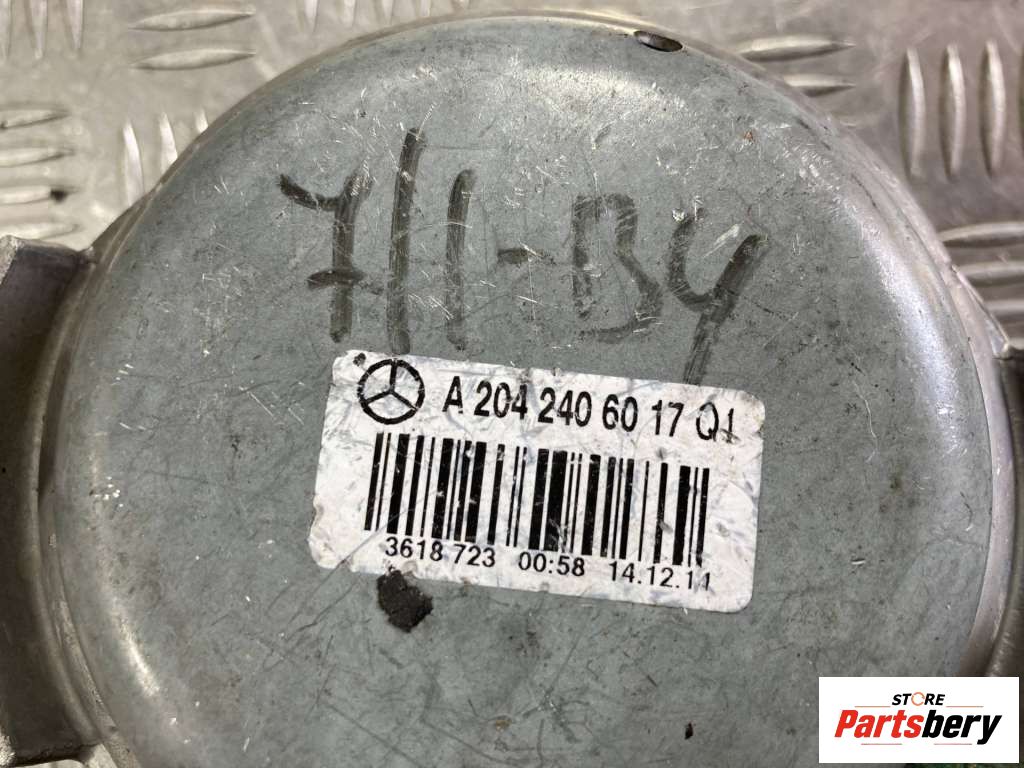 711-B4
A 204 240 60 17 Q1
3618 723 00:58 14.12.11
STORE
Partsbery